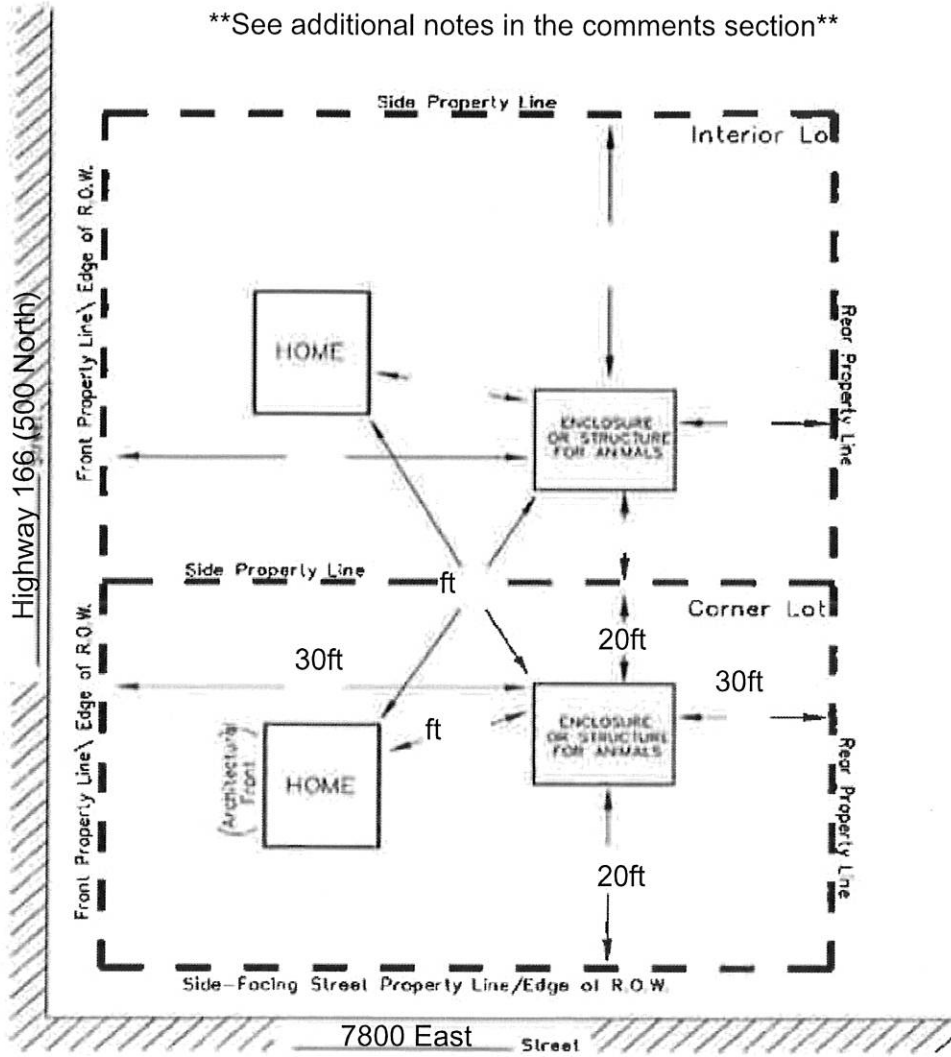 **See additional notes in the comments section**
Side Property Line
Interior Lo
Front Property Line\ Edge of R.O.W.
HOME
ENCLOSURE
OR STRUCTURE
FOR ANIMALS
Rear Property Line
Highway 166 (500 North)
Side Property Line
ft
Corner Lot
Front Property Line\ Edge of R.O.W.
30ft
20ft
30ft
ft
(Architectural
Front)
HOME
ENCLOSURE
OR STRUCTURE
FOR ANIMALS
Rear Property Line
20ft
Side-Facing Street Property Line/Edge of R.O.W.
7800 East
Street